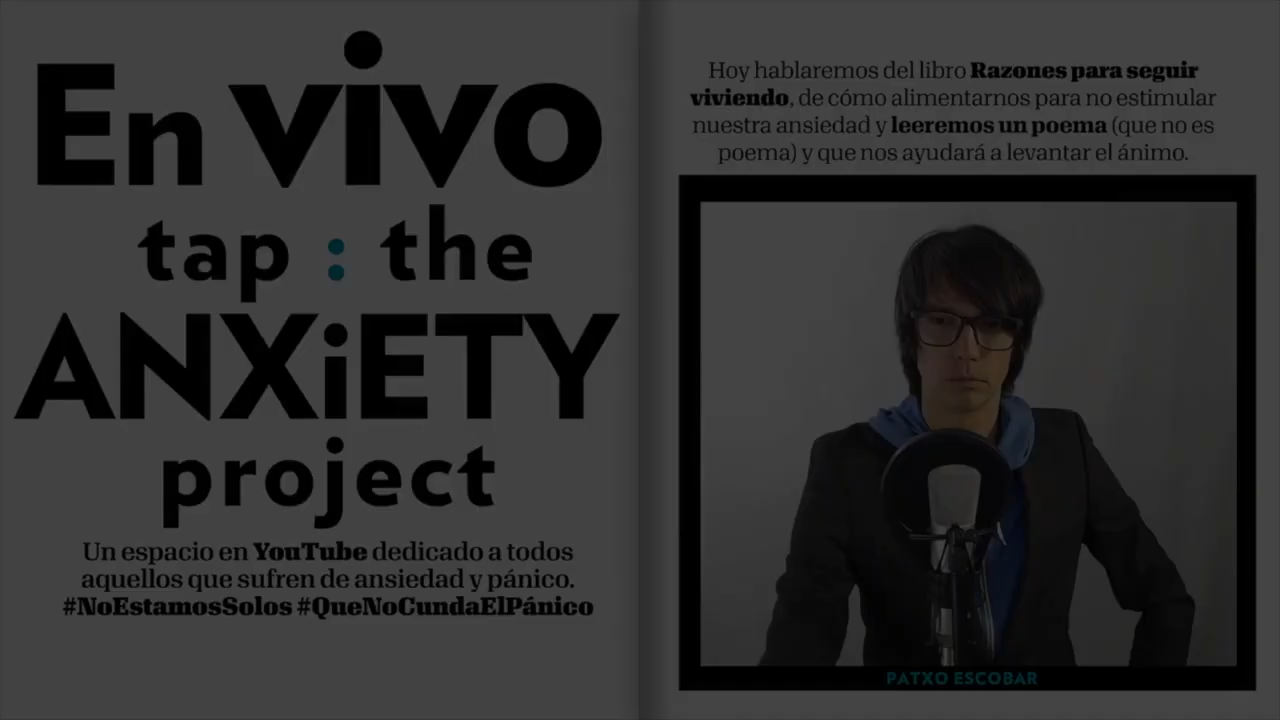 En vivo
tap : the
ANXiETY
project
Un espacio en YouTube dedicado a todos
aquellos que sufren de ansiedad y pánico.
#NoEstamosSolos #QueNoCundaElPánico
Hoy hablaremos del libro Razones para seguir
viviendo, de cómo alimentarnos para no estimular
nuestra ansiedad y leeremos un poema (que no es
poema) y que nos ayudará a levantar el ánimo.
PATXO ESCOBAR